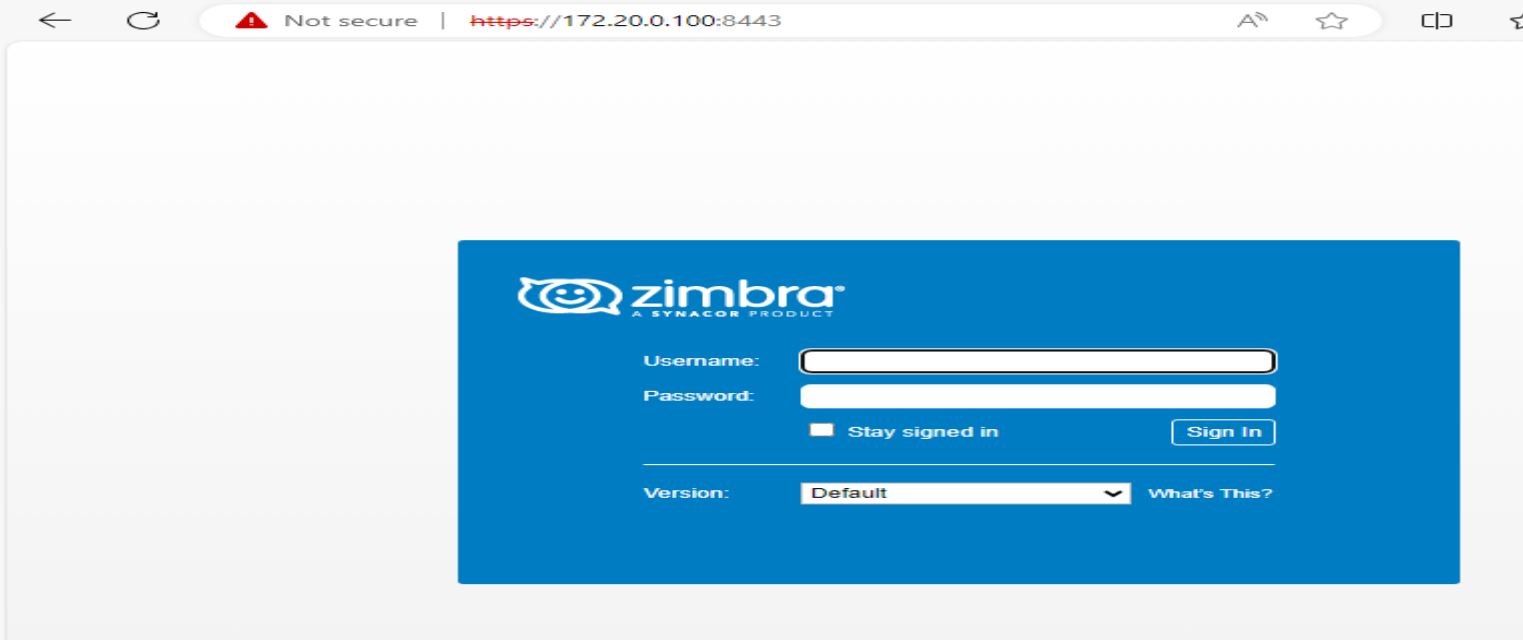 Not secure | https://172.20.0.100:8443
zimbra®
A SYNACOR PRODUCT
Username:
Password:
Stay signed in
Sign In
Version:
Default
What's This?